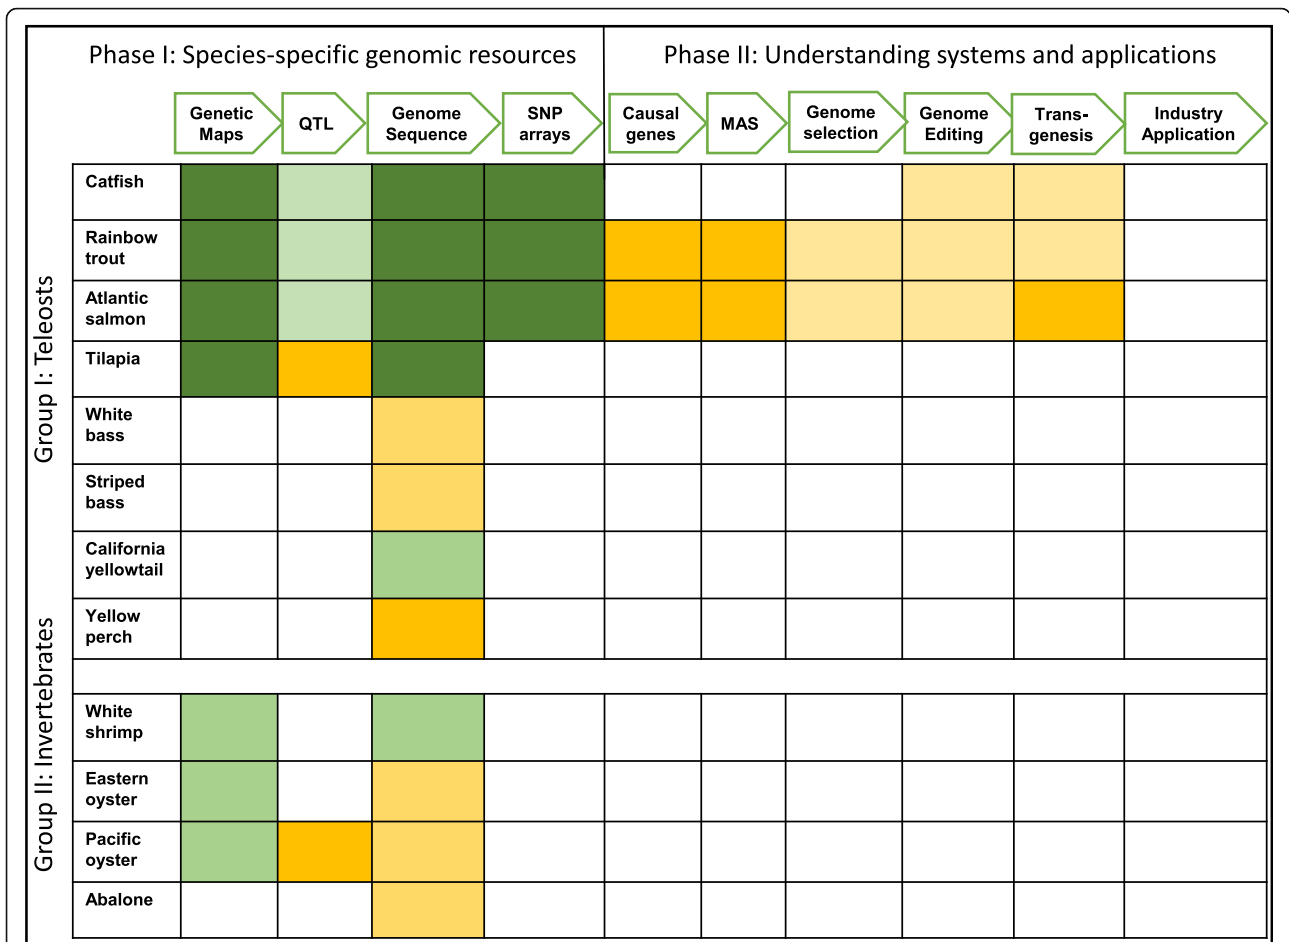 Phase I: Species-specific genomic resources
Phase II: Understanding systems and applications
Genetic
Maps
QTL
Genome
Sequence
SNP
arrays
Causal
genes
MAS
Genome
selection
Genome
Editing
Trans-
genesis
Industry
Application
Group I: Teleosts
Catfish
Rainbow
trout
Atlantic
salmon
Tilapia
White
bass
Striped
bass
California
yellowtail
Yellow
perch
Group II: Invertebrates
White
shrimp
Eastern
oyster
Pacific
oyster
Abalone